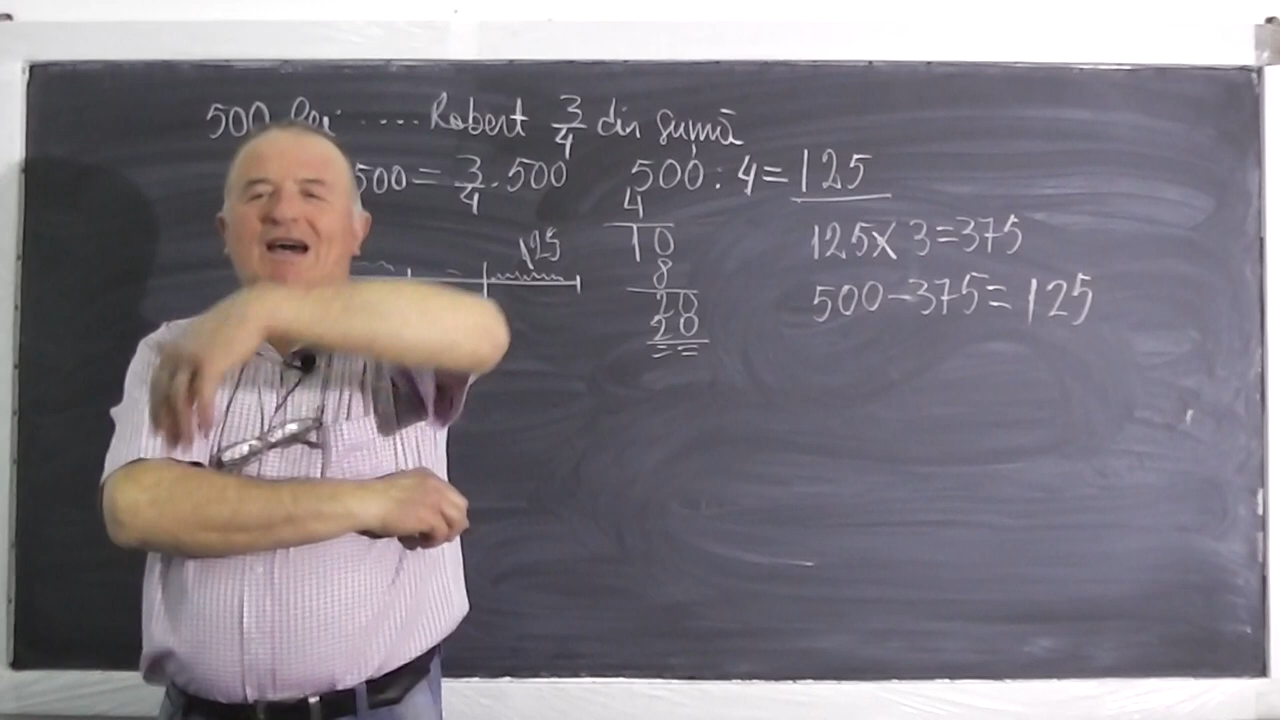 500 lei .... Robert 3/4 din sumă
500 = 3/4 · 500
500 : 4 = 125
4
10
8
20
20
==
125
125 x 3 = 375
500 - 375 = 125